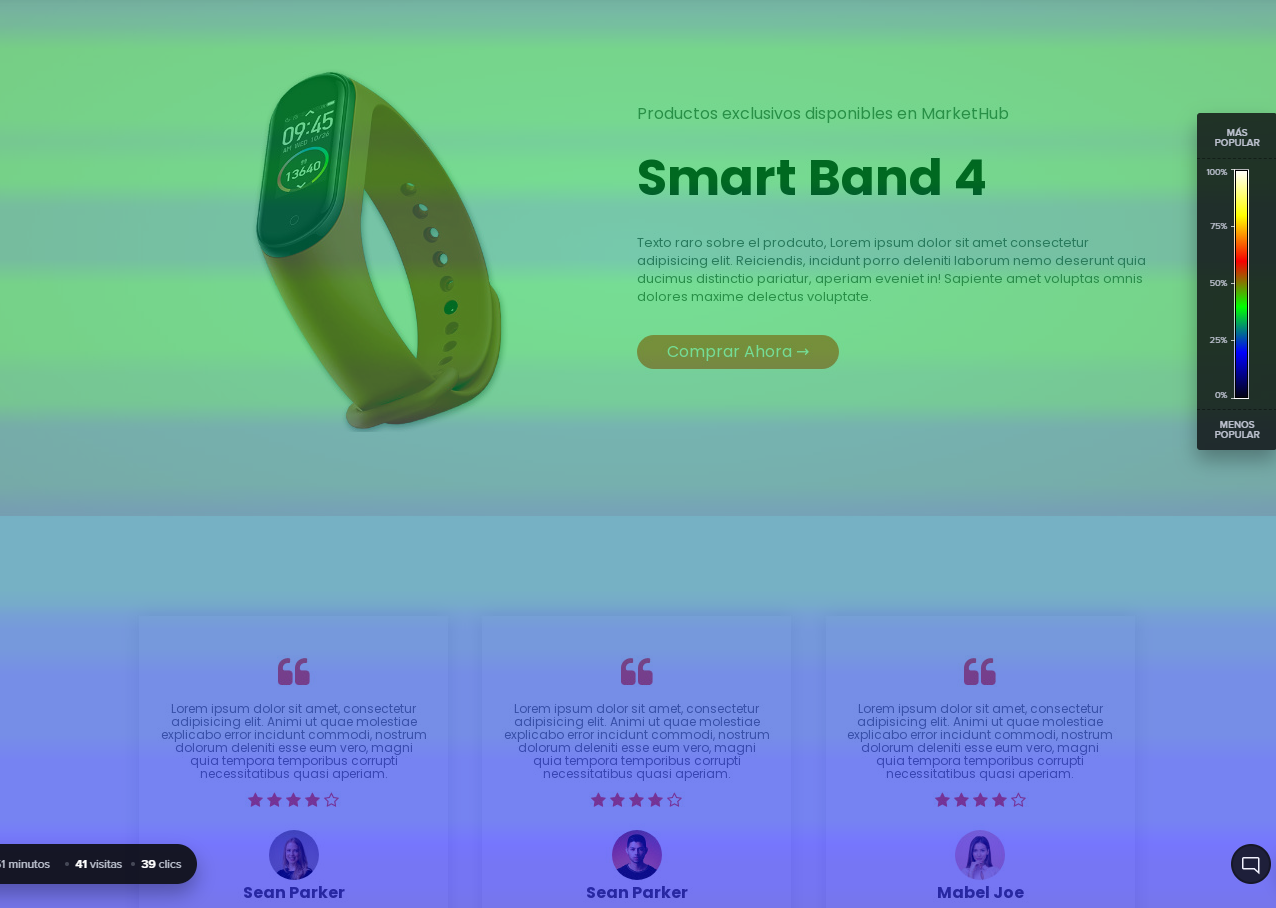 Productos exclusivos disponibles en MarketHub
Smart Band 4
09:45
AM WED 10/26
13640
Texto raro sobre el prodcuto, Lorem ipsum dolor sit amet consectetur
adipisicing elit. Reiciendis, incidunt porro deleniti laborum nemo deserunt quia
ducimus distinctio pariatur, aperiam eveniet in! Sapiente amet voluptas omnis
dolores maxime delectus voluptate.
Comprar Ahora →
MÁS
POPULAR
100%
75%
50%
25%
0%
MENOS
POPULAR
Lorem ipsum dolor sit amet, consectetur
adipisicing elit. Animi ut quae molestiae
explicabo error incidunt commodi, nostrum
dolorum deleniti esse eum vero, magni
quia tempora temporibus corrupti
necessitatibus quasi aperiam.
Sean Parker
Lorem ipsum dolor sit amet, consectetur
adipisicing elit. Animi ut quae molestiae
explicabo error incidunt commodi, nostrum
dolorum deleniti esse eum vero, magni
quia tempora temporibus corrupti
necessitatibus quasi aperiam.
Sean Parker
Lorem ipsum dolor sit amet, consectetur
adipisicing elit. Animi ut quae molestiae
explicabo error incidunt commodi, nostrum
dolorum deleniti esse eum vero, magni
quia tempora temporibus corrupti
necessitatibus quasi aperiam.
Mabel Joe
minutos • 41 visitas • 39 clics